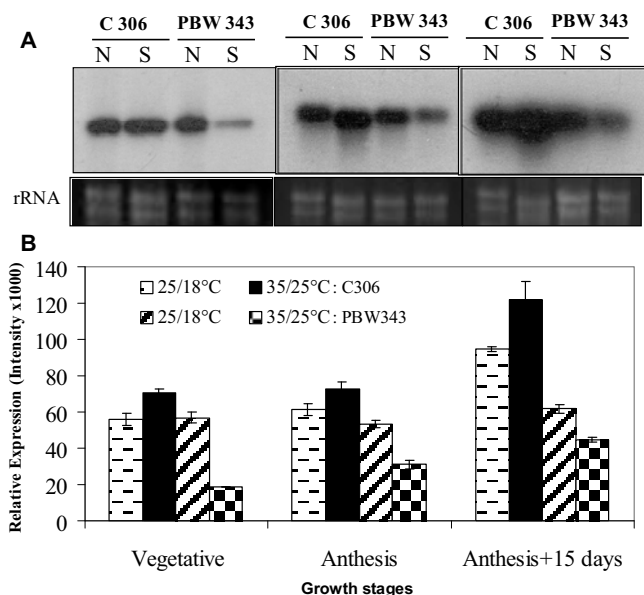 A
C 306 PBW 343 C 306 PBW 343 C 306 PBW 343
N S N S N S N S N S N S
rRNA
B
Relative Expression (Intensity x1000)
140
120
100
80
60
40
20
0
25/18°C 35/25°C: C306
25/18°C 35/25°C: PBW343
Vegetative Anthesis Anthesis+15 days
Growth stages